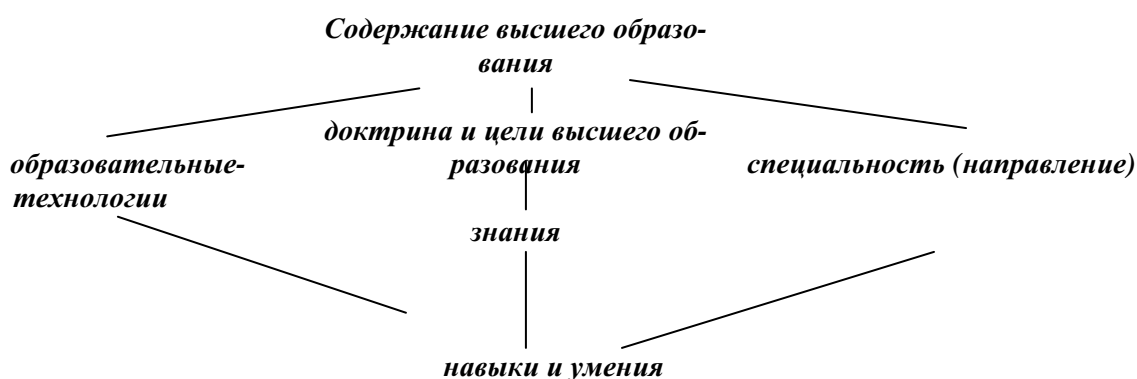 Содержание высшего образо-
вания
доктрина и цели высшего об-
разования
образовательные-
технологии
специальность (направление)
знания
навыки и умения